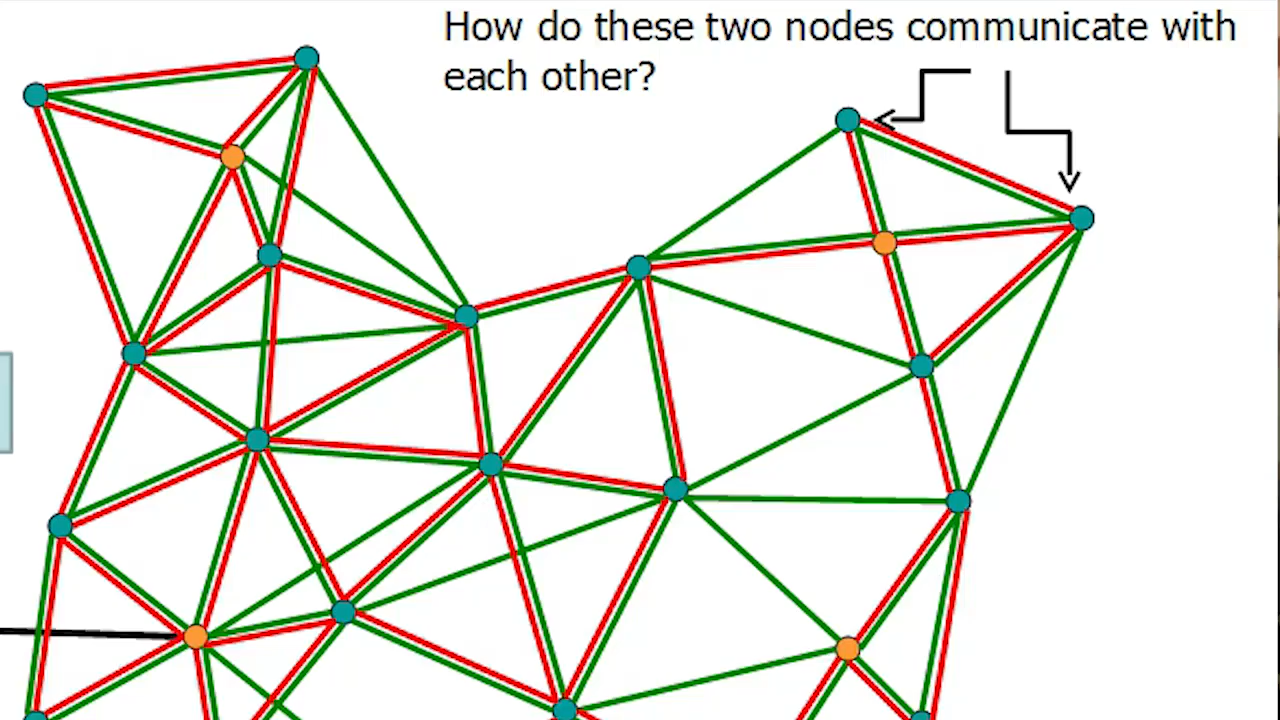 How do these two nodes communicate with
each other?